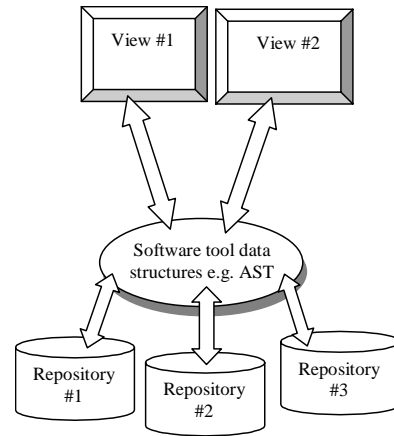 View #1
View #2
Software tool data
structures e.g. AST
Repository
#1
Repository
#2
Repository
#3